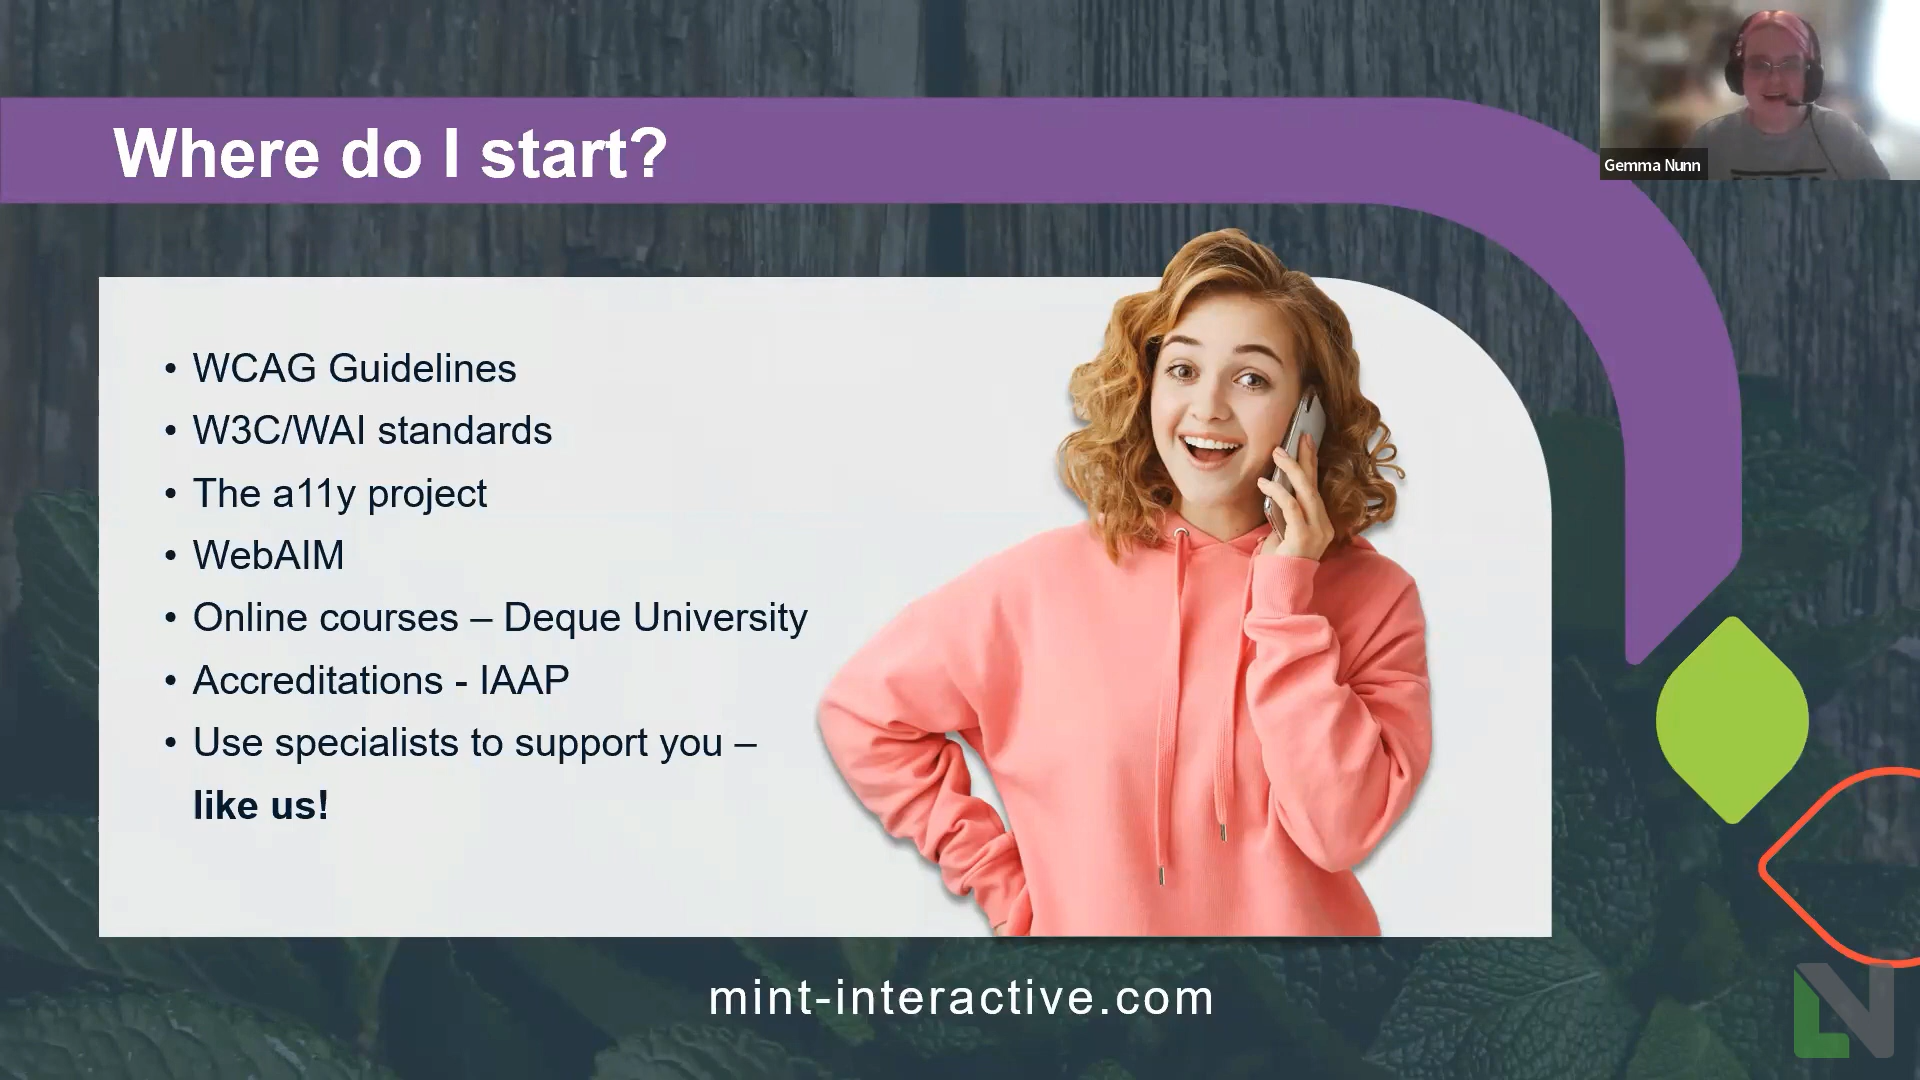 Where do I start?
Gemma Nunn
• WCAG Guidelines
• W3C/WAI standards
• The a11y project
• WebAIM
• Online courses – Deque University
• Accreditations - IAAP
• Use specialists to support you –
like us!
mint-interactive.com
LN